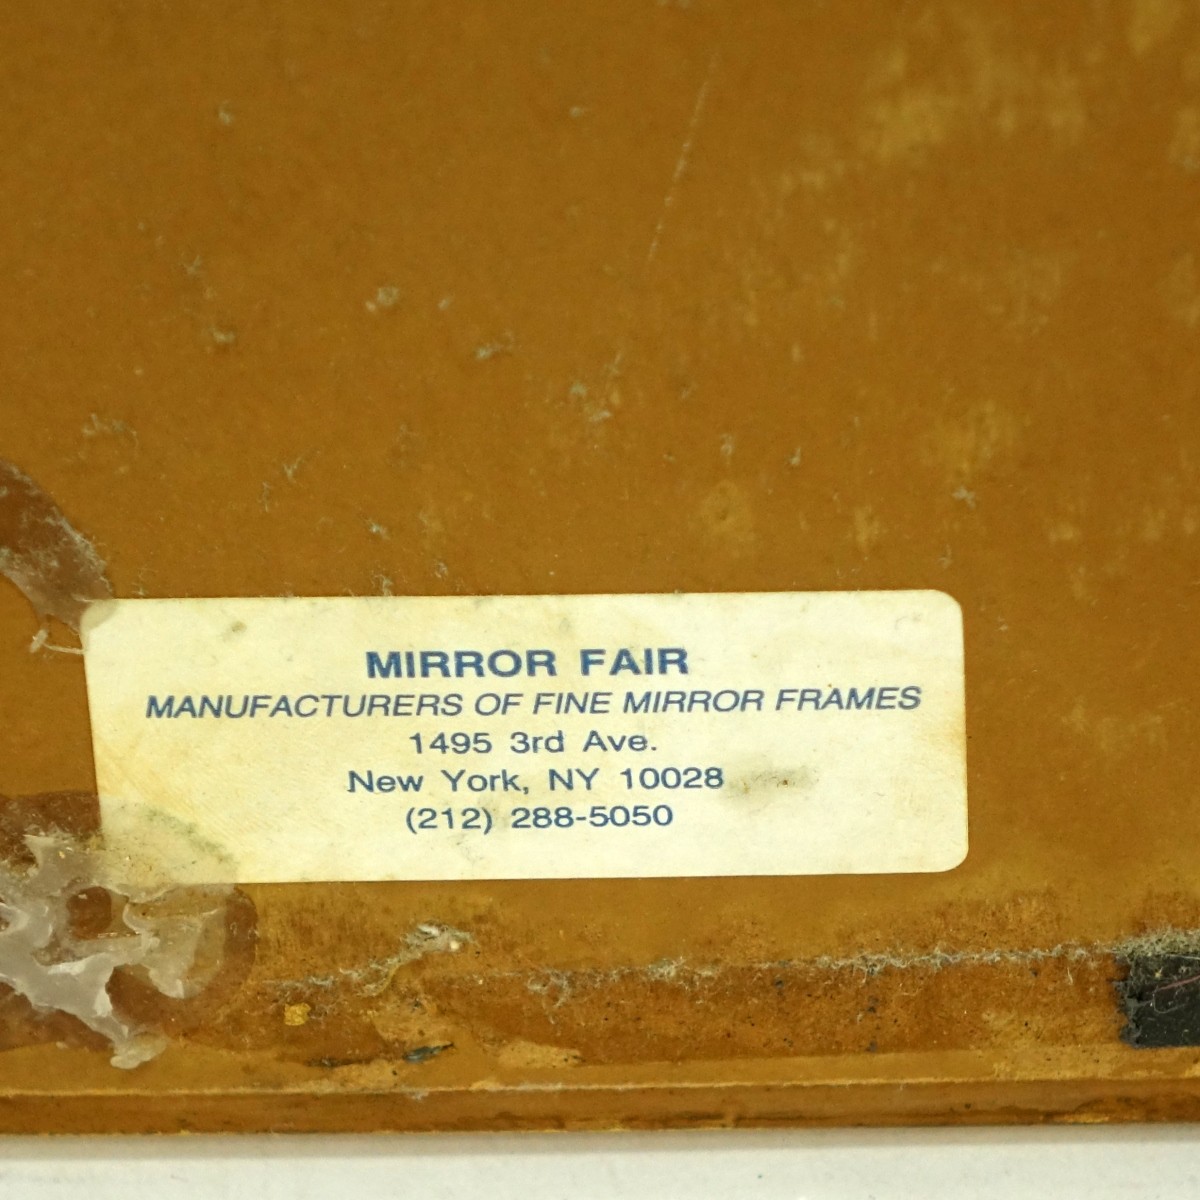 MIRROR FAIR
MANUFACTURERS OF FINE MIRROR FRAMES
1495 3rd Ave.
New York, NY 10028
(212) 288-5050